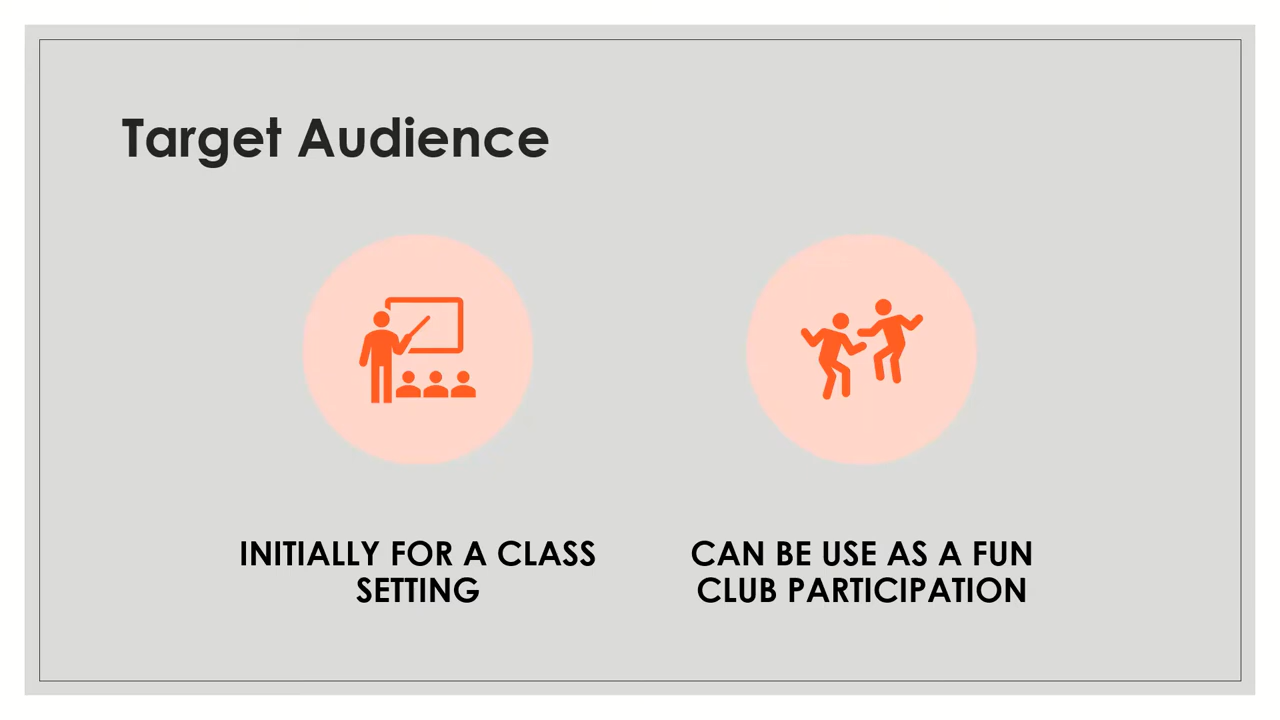 Target Audience
INITIALLY FOR A CLASS
SETTING
CAN BE USE AS A FUN
CLUB PARTICIPATION